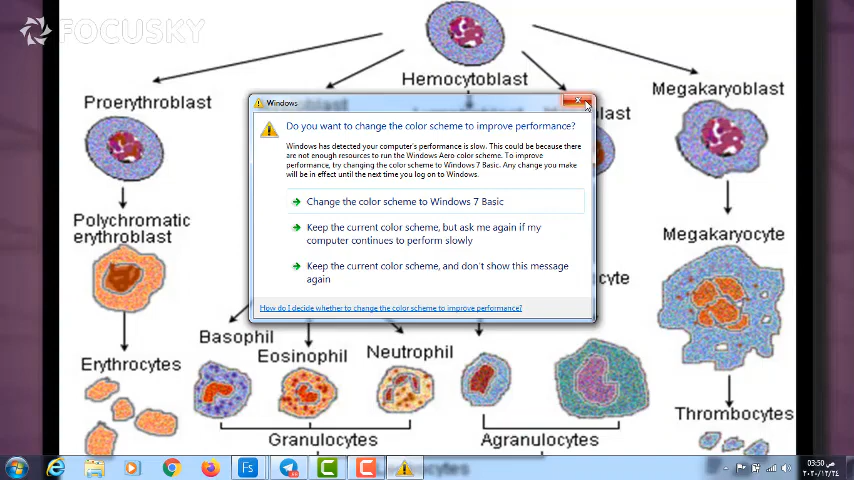 FOCUSKY
Hemocytoblast
Proerythroblast
Megakaryoblast
Windows
Do you want to change the color scheme to improve performance?
Windows has detected your computer's performance is slow. This could be because there
are not enough resources to run the Windows Aero color scheme. To improve
performance, try changing the color scheme to Windows 7 Basic. Any change you make
will be in effect until the next time you log on to Windows.
Change the color scheme to Windows 7 Basic
Keep the current color scheme, but ask me again if my
computer continues to perform slowly
Keep the current color scheme, and don't show this message
again
How do I decide whether to change the color scheme to improve performance?
Polychromatic
erythroblast
Megakaryocyte
Basophil
Eosinophil
Neutrophil
Erythrocytes
Thrombocytes
Granulocytes
Agranulocytes
Fs
03:50 ص
٢٠٢٠/١٢/٢٤